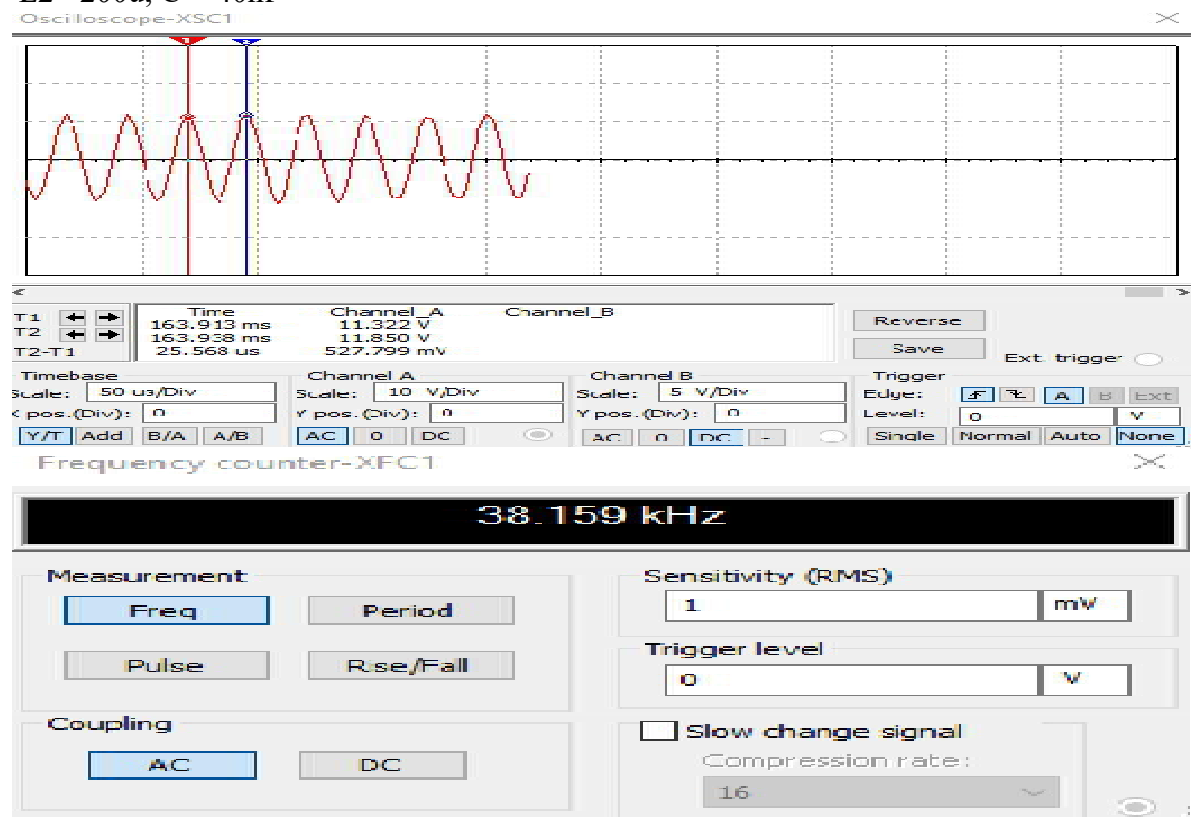 Oscilloscope-XSC1
1 2
Time Channel_A Channel_B
T1 163.913 ms 11.322 V
T2 163.938 ms 11.850 V
T2-T1 25.568 us 527.799 mV
Reverse
Save
Ext. trigger
Timebase
Scale: 50 us/Div
X pos.(Div): 0
Y/T Add B/A A/B
Channel A
Scale: 10 V/Div
Y pos.(Div): 0
AC 0 DC
Channel B
Scale: 5 V/Div
Y pos.(Div): 0
AC 0 DC -
Trigger
Edge: A B Ext
Level: 0 V
Single Normal Auto None
Frequency counter-XFC1
38.159 kHz
Measurement
Freq Period
Pulse Rise/Fall
Coupling
AC DC
Sensitivity (RMS)
1 mV
Trigger level
0 V
Slow change signal
Compression rate:
16